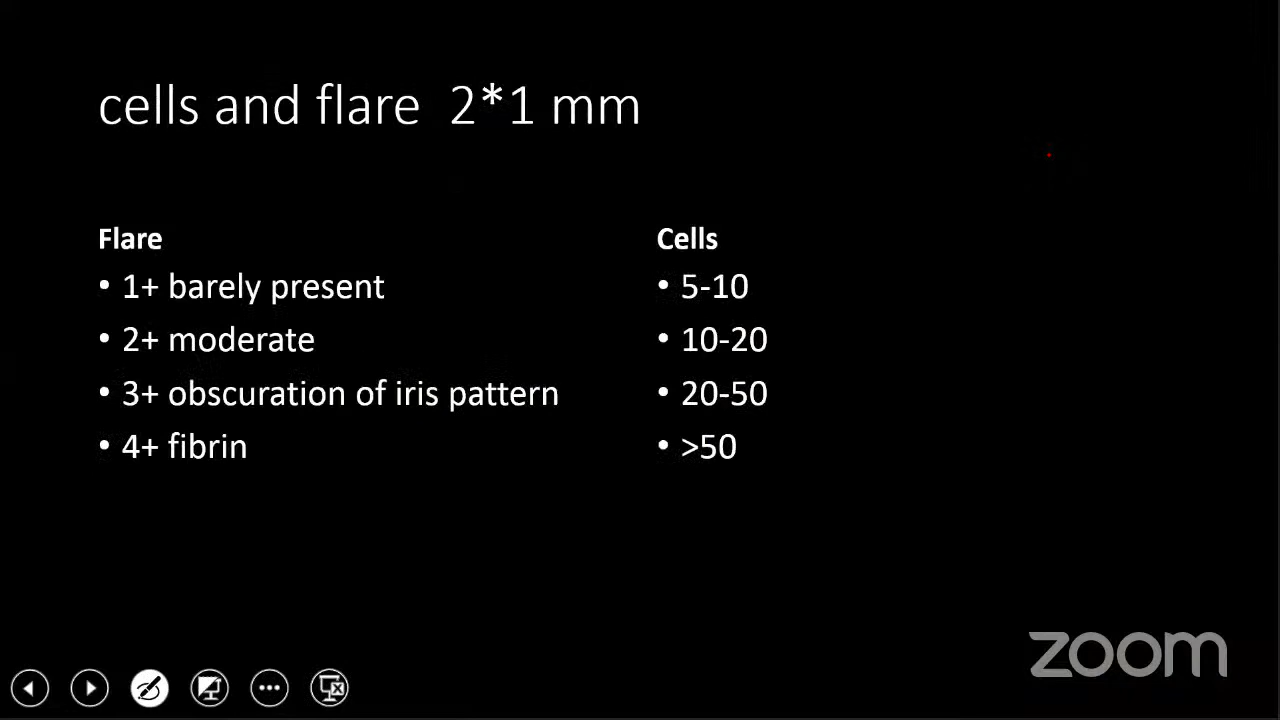 cells and flare 2*1 mm
Flare
• 1+ barely present
• 2+ moderate
• 3+ obscuration of iris pattern
• 4+ fibrin
Cells
• 5-10
• 10-20
• 20-50
• >50
zoom